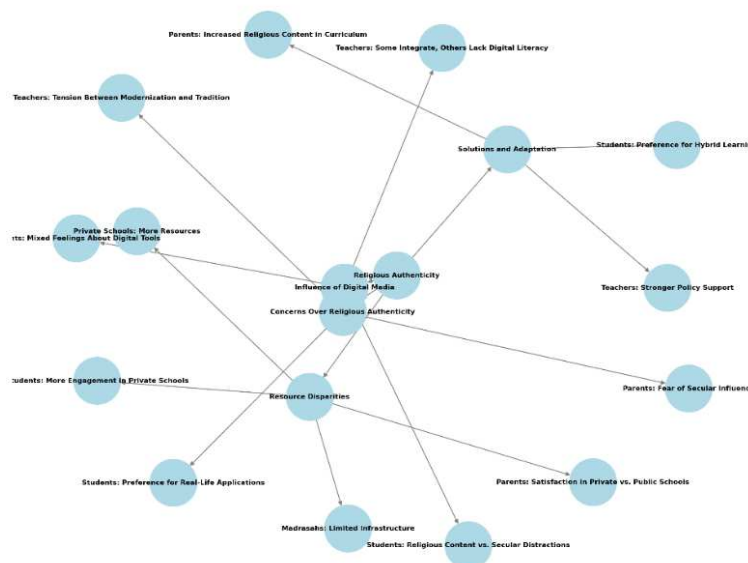 Parents: Increased Religious Content in Curriculum
Teachers: Some Integrate, Others Lack Digital Literacy
Teachers: Tension Between Modernization and Tradition
Solutions and Adaptation
Students: Preference for Hybrid Learnin
Private Schools: More Resources
nts: Mixed Feelings About Digital Tools
Religious Authenticity
Influence of Digital Media
Teachers: Stronger Policy Support
Concerns Over Religious Authenticity
tudents: More Engagement in Private Schools
Parents: Fear of Secular Influenc
Resource Disparities
Students: Preference for Real-Life Applications
Parents: Satisfaction in Private vs. Public Schools
Madrasahs: Limited Infrastructure
Students: Religious Content vs. Secular Distractions